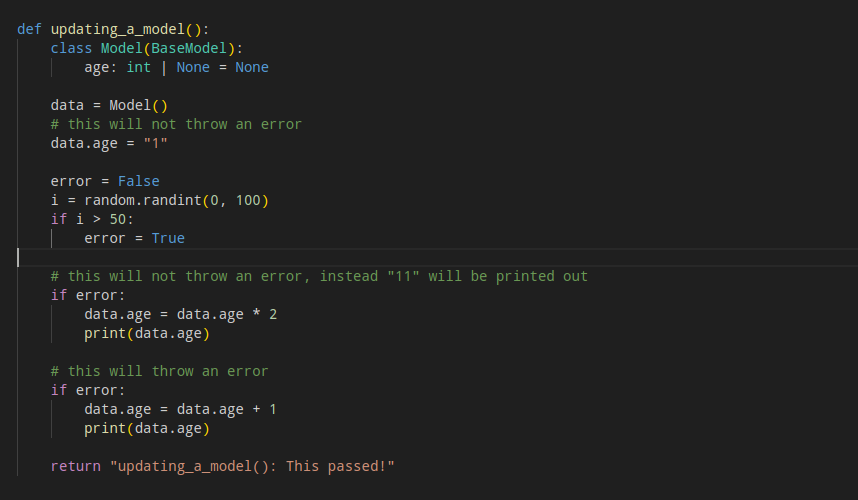 def updating_a_model():
    class Model(BaseModel):
        age: int | None = None
    data = Model()
    # this will not throw an error
    data.age = "1"
    error = False
    i = random.randint(0, 100)
    if i > 50:
        error = True
    # this will not throw an error, instead "11" will be printed out
    if error:
        data.age = data.age * 2
        print(data.age)
    # this will throw an error
    if error:
        data.age = data.age + 1
        print(data.age)
    return "updating_a_model(): This passed!"